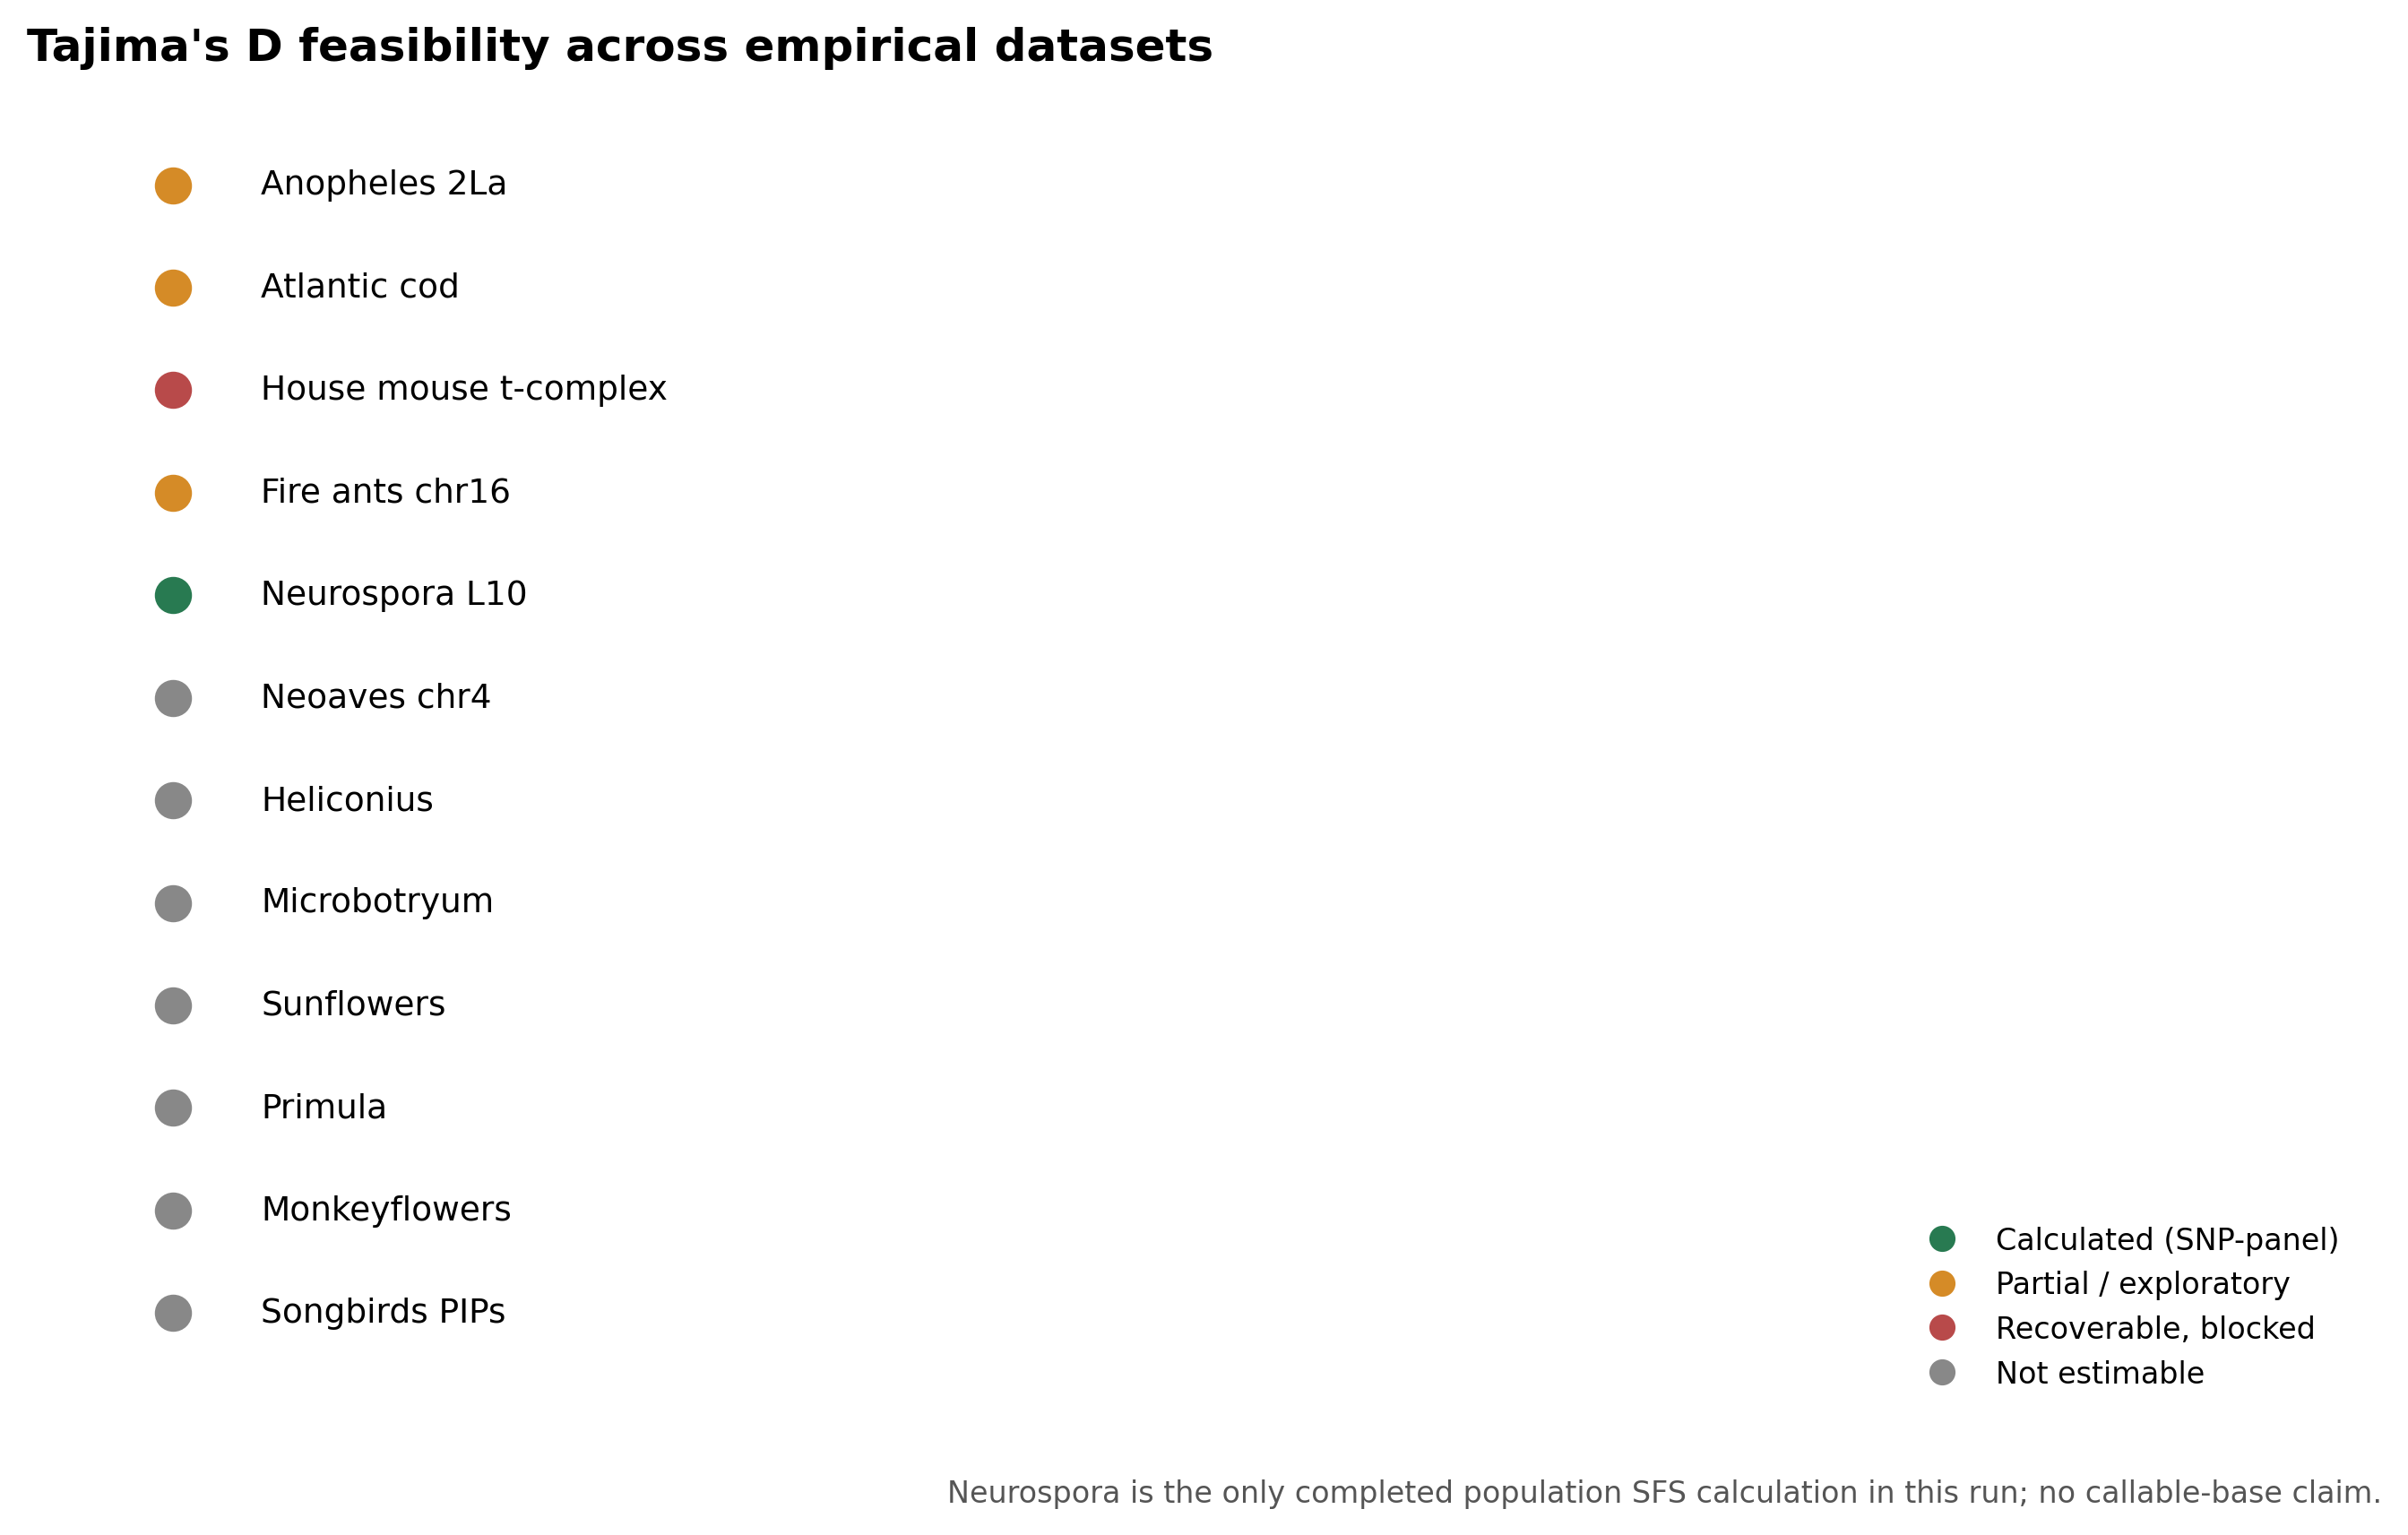 Tajima's D feasibility across empirical datasets
Anopheles 2La
Atlantic cod
House mouse t-complex
Fire ants chr16
Neurospora L10
Neoaves chr4
Heliconius
Microbotryum
Sunflowers
Primula
Monkeyflowers
Songbirds PIPs
Calculated (SNP-panel)
Partial / exploratory
Recoverable, blocked
Not estimable
Neurospora is the only completed population SFS calculation in this run; no callable-base claim.